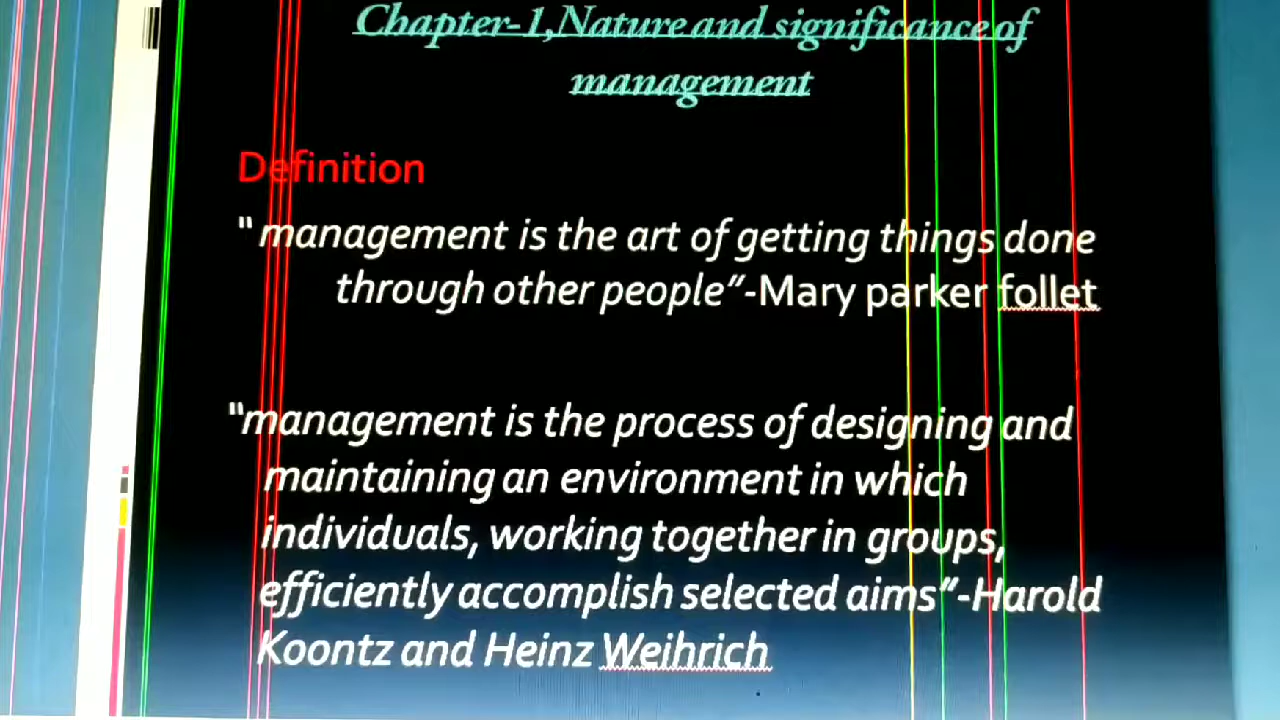 Chapter-1,Nature and significance of
management
Definition
“management is the art of getting things done
through other people”-Mary parker follet
“management is the process of designing and
maintaining an environment in which
individuals, working together in groups,
efficiently accomplish selected aims”-Harold
Koontz and Heinz Weihrich